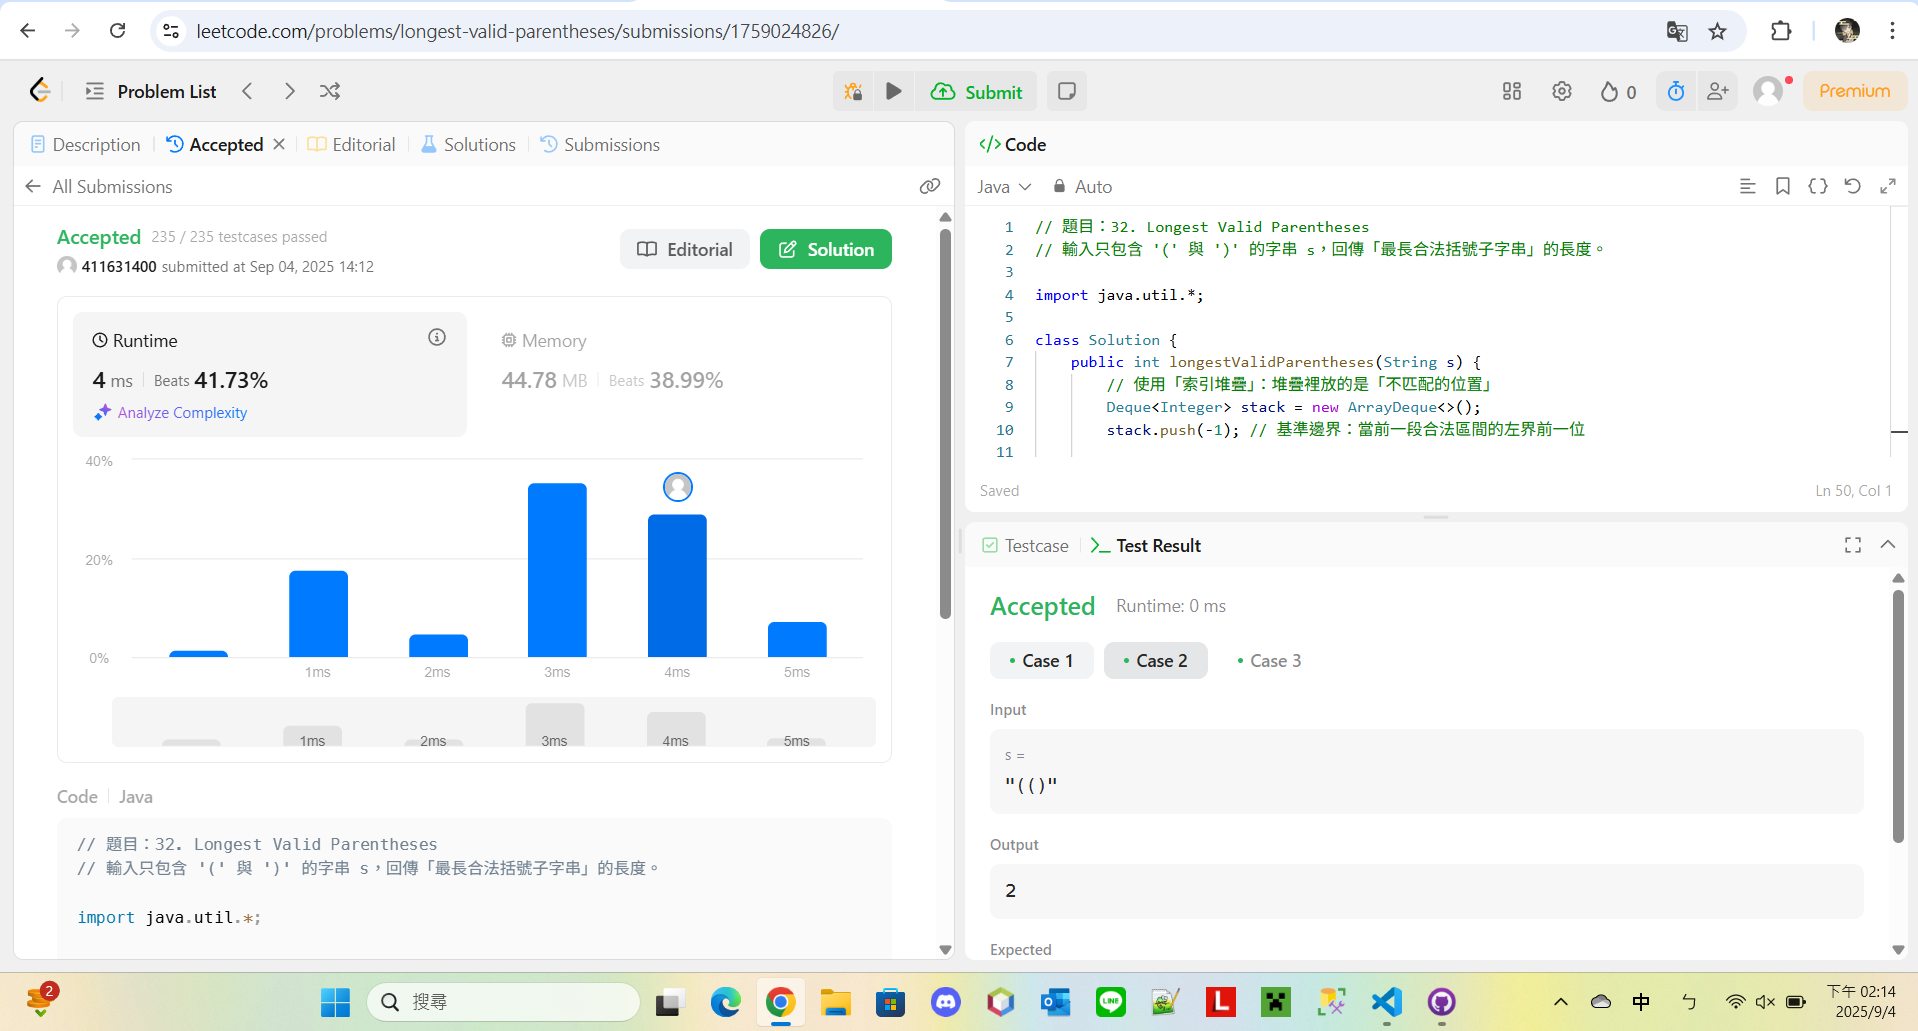 leetcode.com/problems/longest-valid-parentheses/submissions/1759024826/
Problem List
Submit
0
Premium
Description
Accepted
Editorial
Solutions
Submissions
All Submissions
Accepted 235 / 235 testcases passed
411631400 submitted at Sep 04, 2025 14:12
Editorial
Solution
Runtime
4 ms Beats 41.73%
Analyze Complexity
Memory
44.78 MB Beats 38.99%
40%
20%
0%
1ms 2ms 3ms 4ms 5ms
1ms 2ms 3ms 4ms 5ms
Code Java
// 題目：32. Longest Valid Parentheses
// 輸入只包含 '(' 與 ')' 的字串 s，回傳「最長合法括號子字串」的長度。
import java.util.*;
</> Code
Java Auto
1 // 題目：32. Longest Valid Parentheses
2 // 輸入只包含 '(' 與 ')' 的字串 s，回傳「最長合法括號子字串」的長度。
3
4 import java.util.*;
5
6 class Solution {
7 public int longestValidParentheses(String s) {
8 // 使用「索引堆疊」：堆疊裡放的是「不匹配的位置」
9 Deque<Integer> stack = new ArrayDeque<>();
10 stack.push(-1); // 基準邊界：當前一段合法區間的左界前一位
11
Saved
Ln 50, Col 1
Testcase
Test Result
Accepted Runtime: 0 ms
Case 1
Case 2
Case 3
Input
s =
"(()"
Output
2
Expected
2
搜尋
LINE
L
中
ㄅ
下午 02:14
2025/9/4